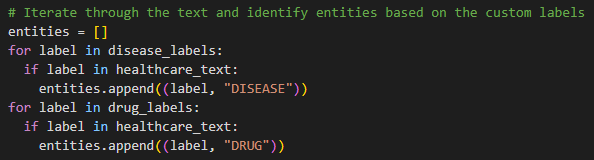 # Iterate through the text and identify entities based on the custom labels
entities = []
for label in disease_labels:
  if label in healthcare_text:
    entities.append((label, "DISEASE"))
for label in drug_labels:
  if label in healthcare_text:
    entities.append((label, "DRUG"))